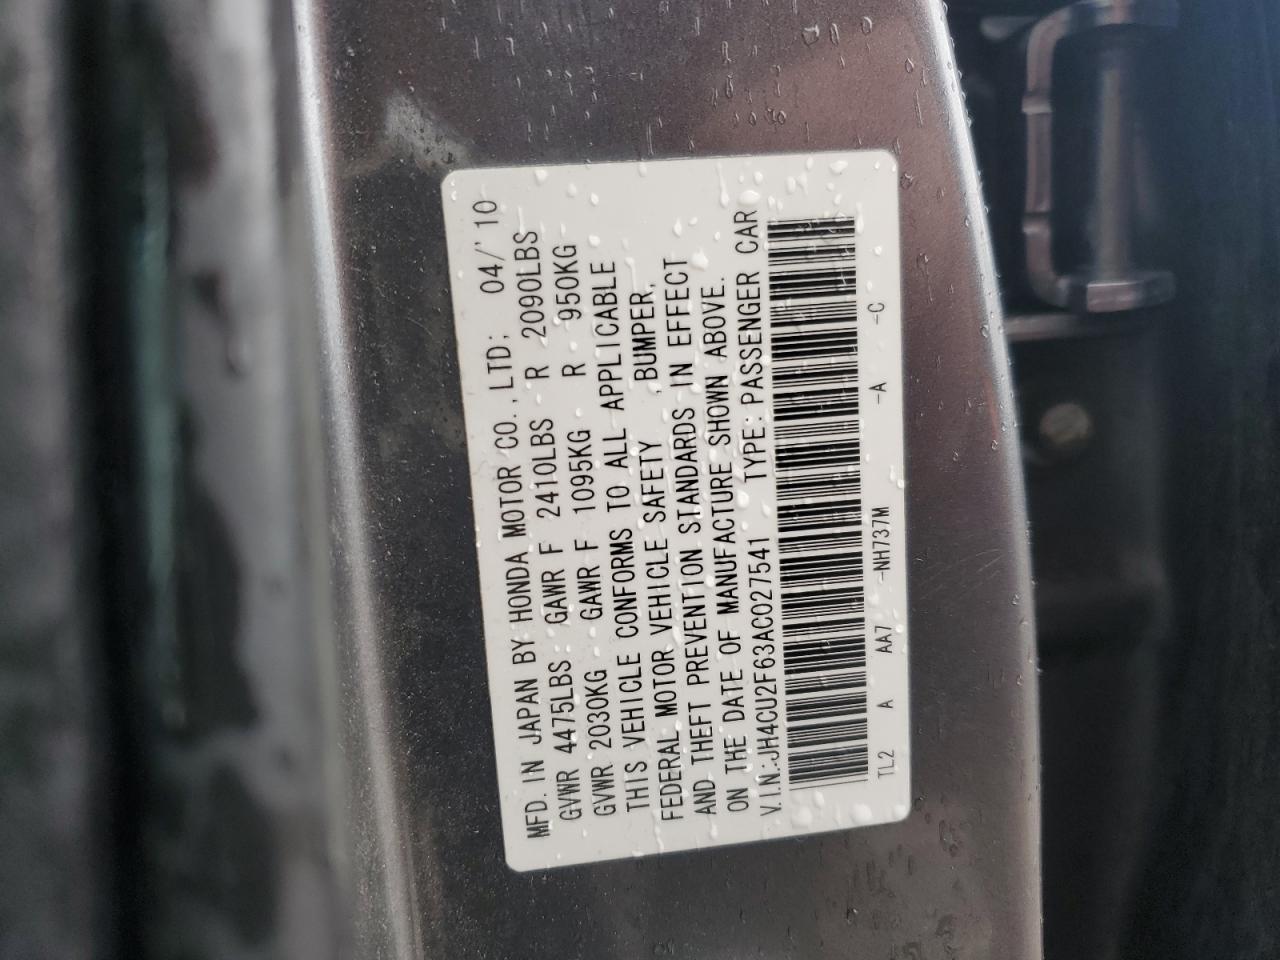 MFD. IN JAPAN BY HONDA MOTOR CO., LTD; 04/'10
GVWR 4475LBS GAWR F 2410LBS R 2090LBS
GVWR 2030KG GAWR F 1095KG R 950KG
THIS VEHICLE CONFORMS TO ALL APPLICABLE
FEDERAL MOTOR VEHICLE SAFETY , BUMPER,
AND THEFT PREVENTION STANDARDS IN EFFECT
ON THE DATE OF MANUFACTURE SHOWN ABOVE.
V.I.N:JH4CU2F63AC027541 TYPE: PASSENGER CAR
TL2 A AA7 -NH737M -A -C